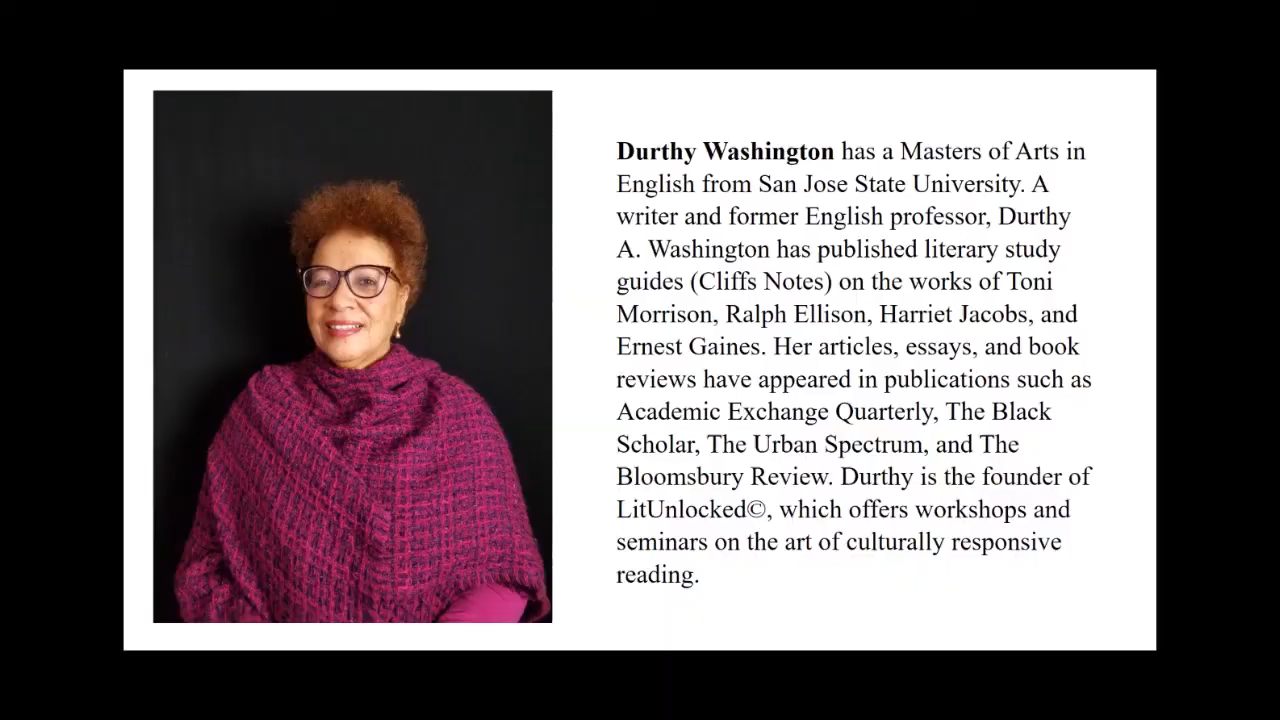 Durthy Washington has a Masters of Arts in
English from San Jose State University. A
writer and former English professor, Durthy
A. Washington has published literary study
guides (Cliffs Notes) on the works of Toni
Morrison, Ralph Ellison, Harriet Jacobs, and
Ernest Gaines. Her articles, essays, and book
reviews have appeared in publications such as
Academic Exchange Quarterly, The Black
Scholar, The Urban Spectrum, and The
Bloomsbury Review. Durthy is the founder of
LitUnlocked©, which offers workshops and
seminars on the art of culturally responsive
reading.